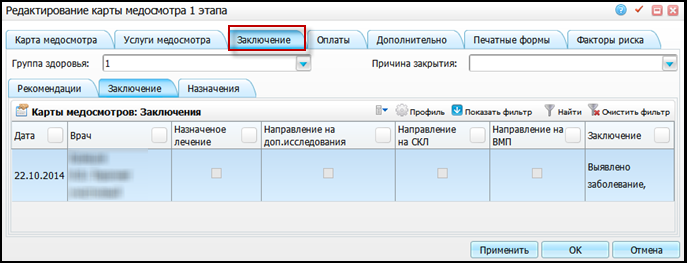 Редактирование карты медосмотра 1 этапа
Карта медосмотра Услуги медосмотра Заключение Оплаты Дополнительно Печатные формы Факторы риска
Группа здоровья: 1 Причина закрытия:
Рекомендации Заключение Назначения
Карты медосмотров: Заключения Профиль Показать фильтр Найти Очистить фильтр
Дата Врач Назначеное лечение Направление на доп.исследования Направление на СКЛ Направление на ВМП Заключение
22.10.2014 Выявлено заболевание,
Применить ОК Отмена